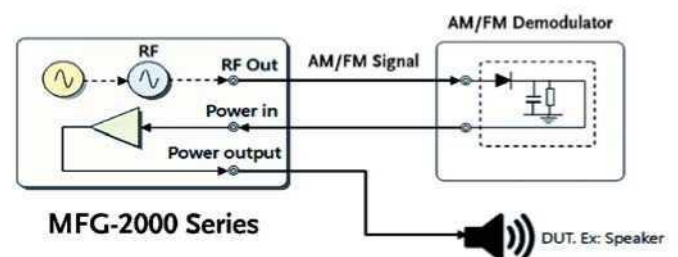 AM/FM Demodulator
RF
RF Out
AM/FM Signal
Power in
Power output
MFG-2000 Series
DUT. Ex: Speaker